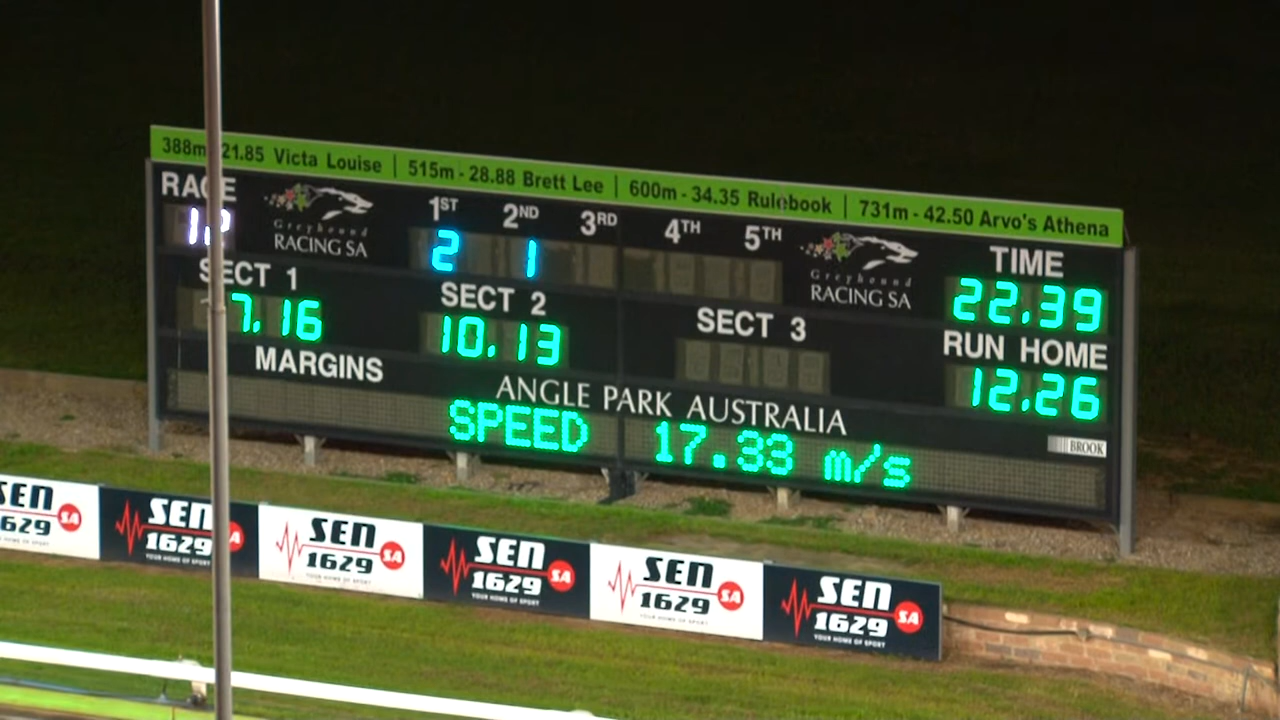 388m - 21.85 Victa Louise | 515m - 28.88 Brett Lee | 600m - 34.35 Rulebook | 731m - 42.50 Arvo's Athena
RACE
Greyhound
RACING SA
1ST 2ND 3RD 4TH 5TH
2 1
Greyhound
RACING SA
TIME
22.39
SECT 1
7.16
SECT 2
10.13
SECT 3
RUN HOME
12.26
MARGINS
ANGLE PARK AUSTRALIA
SPEED 17.33 m/s
BROOK
SEN
1629 SA
SEN
1629
YOUR HOME OF SPORT
SEN
1629 SA
YOUR HOME OF SPORT
SEN
1629 SA
YOUR HOME OF SPORT
SEN
1629 SA
YOUR HOME OF SPORT
SEN
1629 SA
YOUR HOME OF SPORT